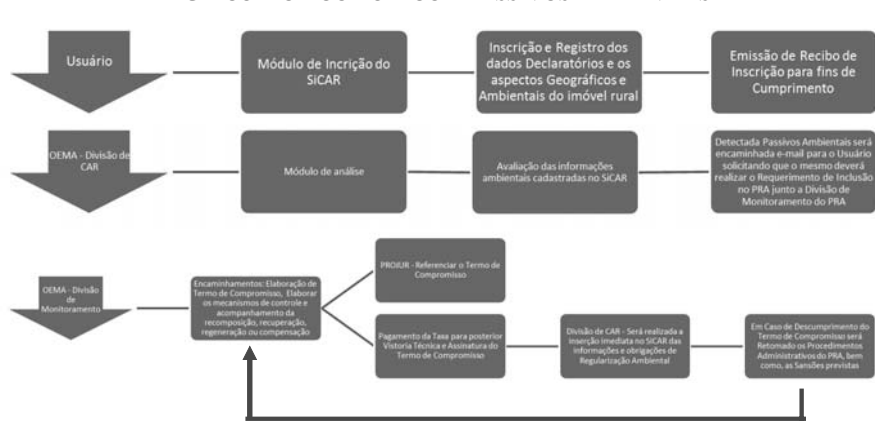 Usuário
Módulo de Incrição do
SiCAR
Inscrição e Registro dos
dados Declaratórios e os
aspectos Geográficos e
Ambientais do imóvel rural
Emissão de Recibo de
Inscrição para fins de
Cumprimento
OEMA - Divisão de
CAR
Módulo de análise
Avaliação das informações
ambientais cadastradas no SiCAR
Detectada Passivos Ambientais será
encaminhada e-mail para o Usuário
solicitando que o mesmo deverá
realizar o Requerimento de Inclusão
no PRA junto a Divisão de
Monitoramento do PRA
OEMA - Divisão
de
Monitoramento
Encaminhamentos: Elaboração de
Termo de Compromisso, Elaborar
os mecanismos de controle e
acompanhamento da
recomposição, recuperação,
regeneração ou compensação
PROJUR - Referenciar o Termo de
Compromisso
Pagamento da Taxa para posterior
Vistoria Técnica e Assinatura do
Termo de Compromisso
Divisão de CAR - Será realizada a
inserção imediata no SiCAR das
informações e obrigações de
Regularização Ambiental
Em Caso de Descumprimento do
Termo de Compromisso será
Retomado os Procedimentos
Administrativos do PRA, bem
como, as Sansões previstas